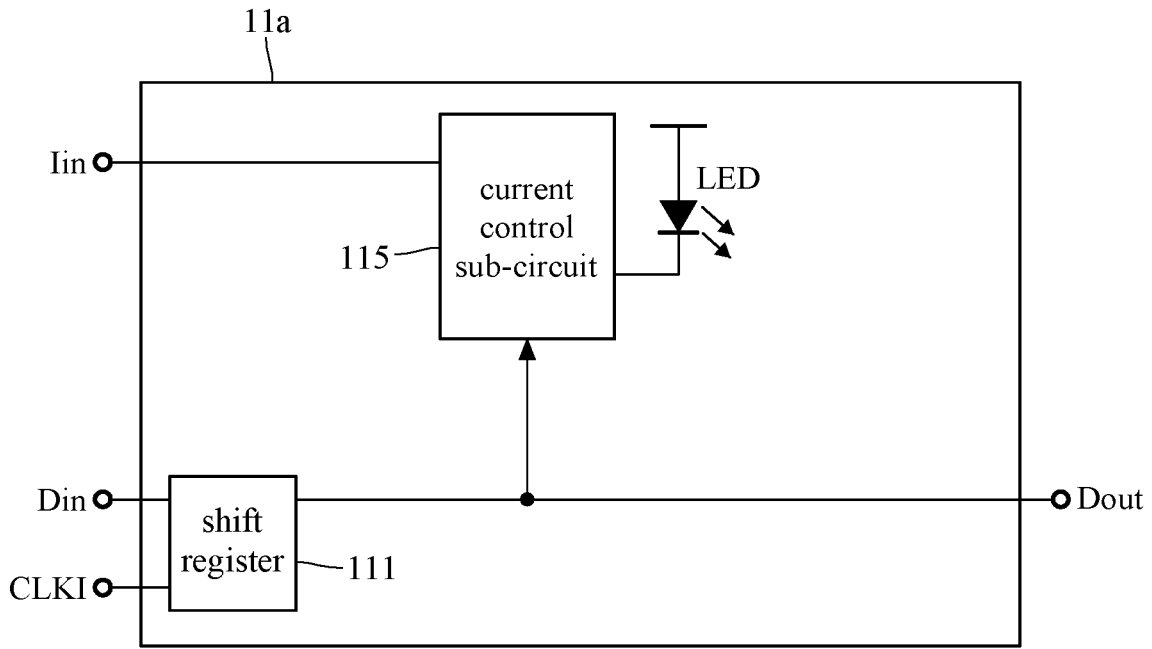 11a
Iin
current
control
sub-circuit
LED
115
Din
Dout
shift
register
111
CLKI